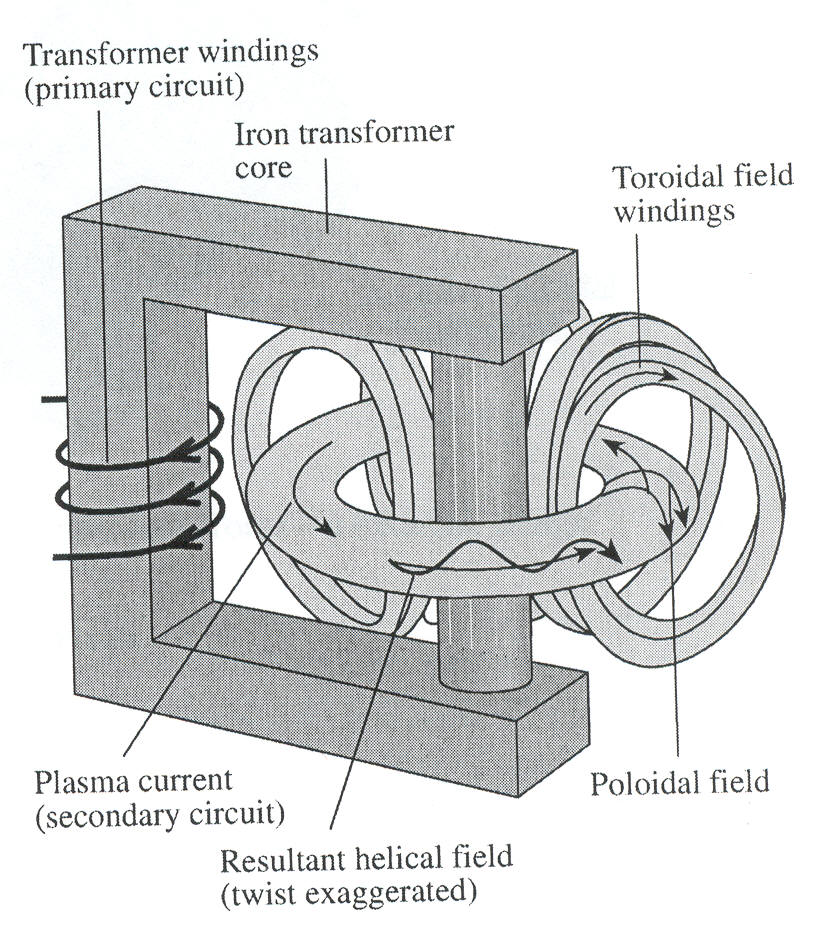 Transformer windings
(primary circuit)
Iron transformer
core
Toroidal field
windings
Plasma current
(secondary circuit)
Poloidal field
Resultant helical field
(twist exaggerated)